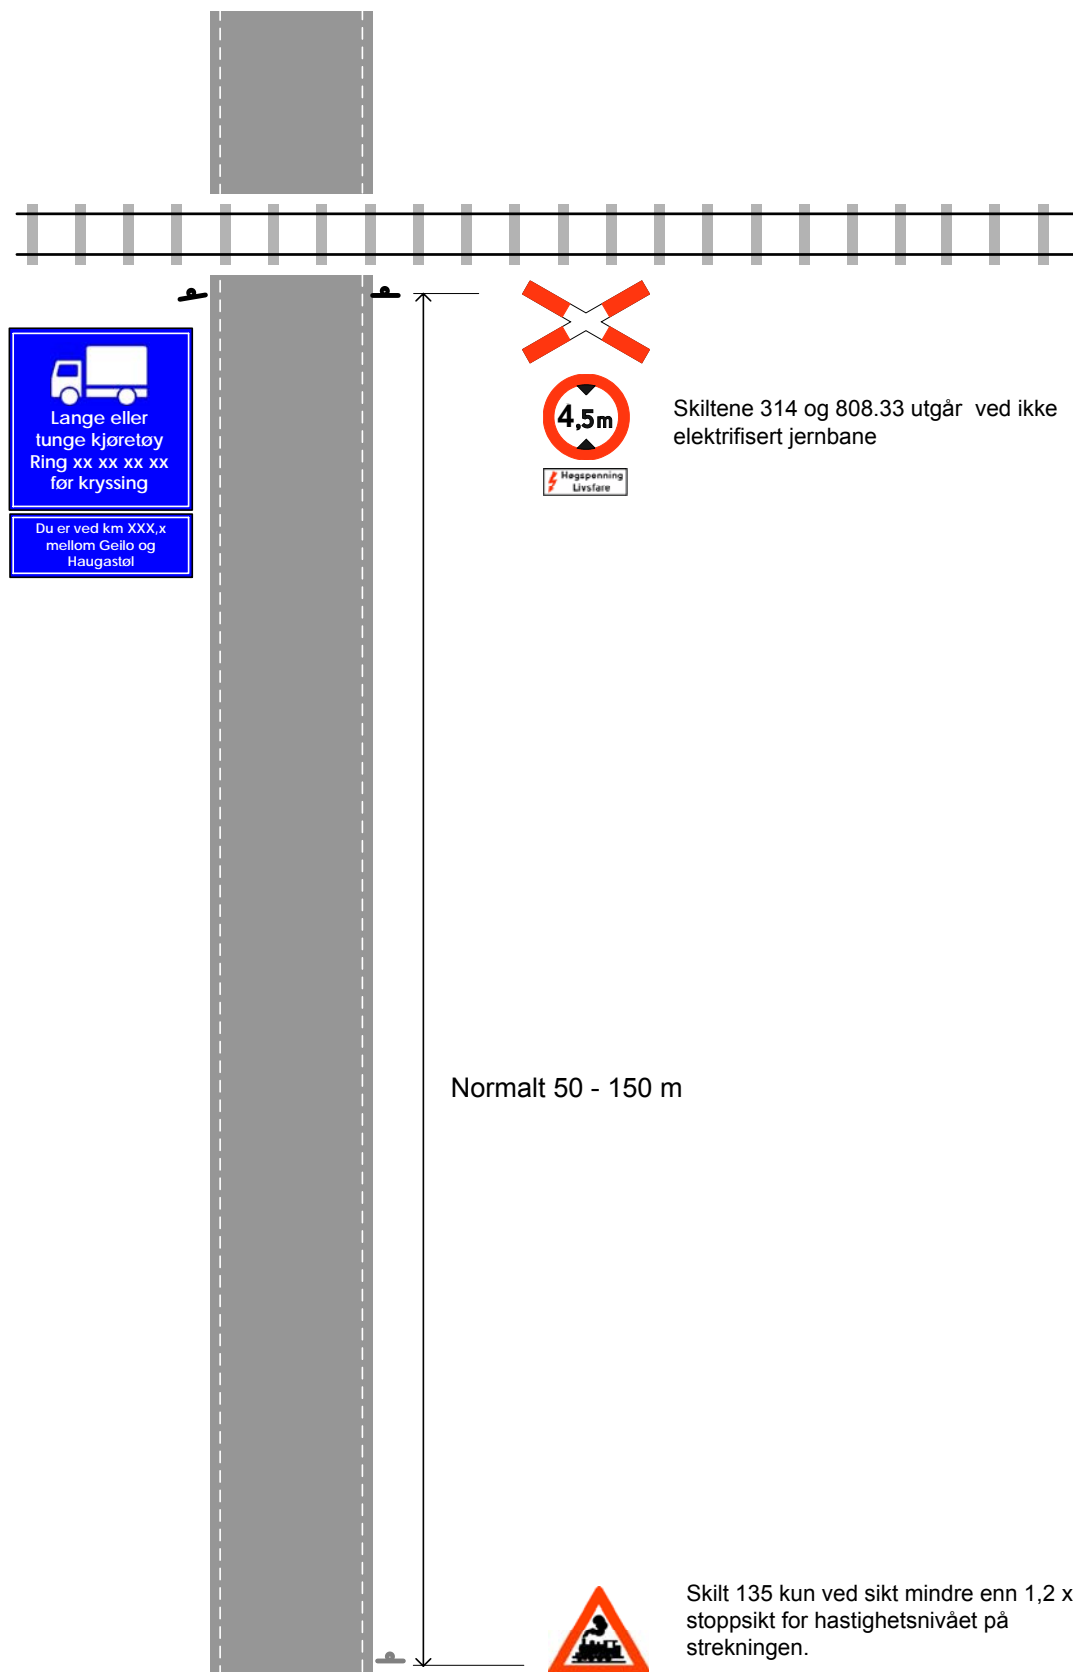 Lange eller
tunge kjøretøy
Ring xx xx xx xx
før kryssing
Du er ved km XXX,x
mellom Geilo og
Haugastøl
4,5m
Høgspenning
Livsfare
Skiltene 314 og 808.33 utgår ved ikke
elektrifisert jernbane
Normalt 50 - 150 m
Skilt 135 kun ved sikt mindre enn 1,2 x
stoppsikt for hastighetsnivået på
strekningen.